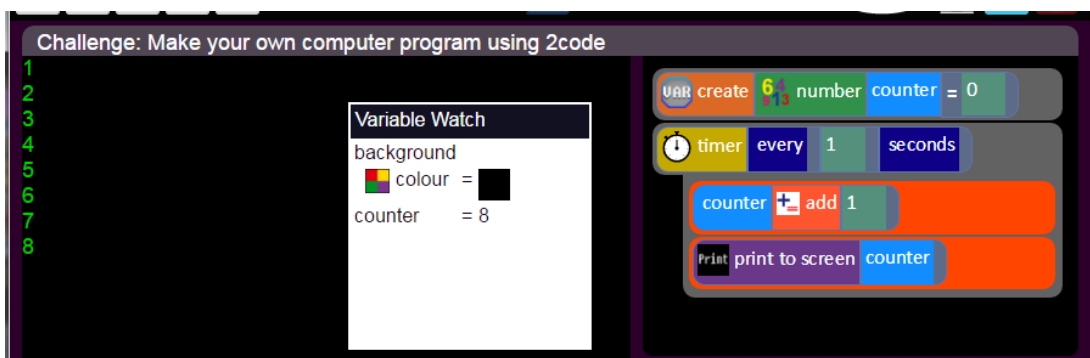 Challenge: Make your own computer program using 2code
1
2
3
4
5
6
7
8
Variable Watch
background
colour =
counter = 8
VAR create 64913 number counter = 0
timer every 1 seconds
counter += add 1
Print print to screen counter